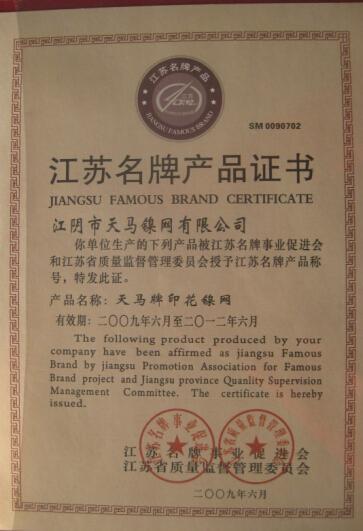 江苏名牌产品
JIANGSU FAMOUS BRAND
SM 0090702
江苏名牌产品证书
JIANGSU FAMOUS BRAND CERTIFICATE
江阴市天马镍网有限公司
你单位生产的下列产品被江苏名牌事业促进会
和江苏省质量监督管理委员会授予江苏名牌产品称
号，特发此证。
产品名称：天马牌印花镍网
有效期：二〇〇九年六月至二〇一二年六月
The following product produced by your
company have been affirmed as jiangsu Famous
Brand by jiangsu Promotion Association for Famous
Brand project and Jiangsu province Quanlity Supervision
Management Committee. The certificate is hereby
issued.
江苏名牌事业促进会
江苏省质量监督管理委员会
二〇〇九年六月